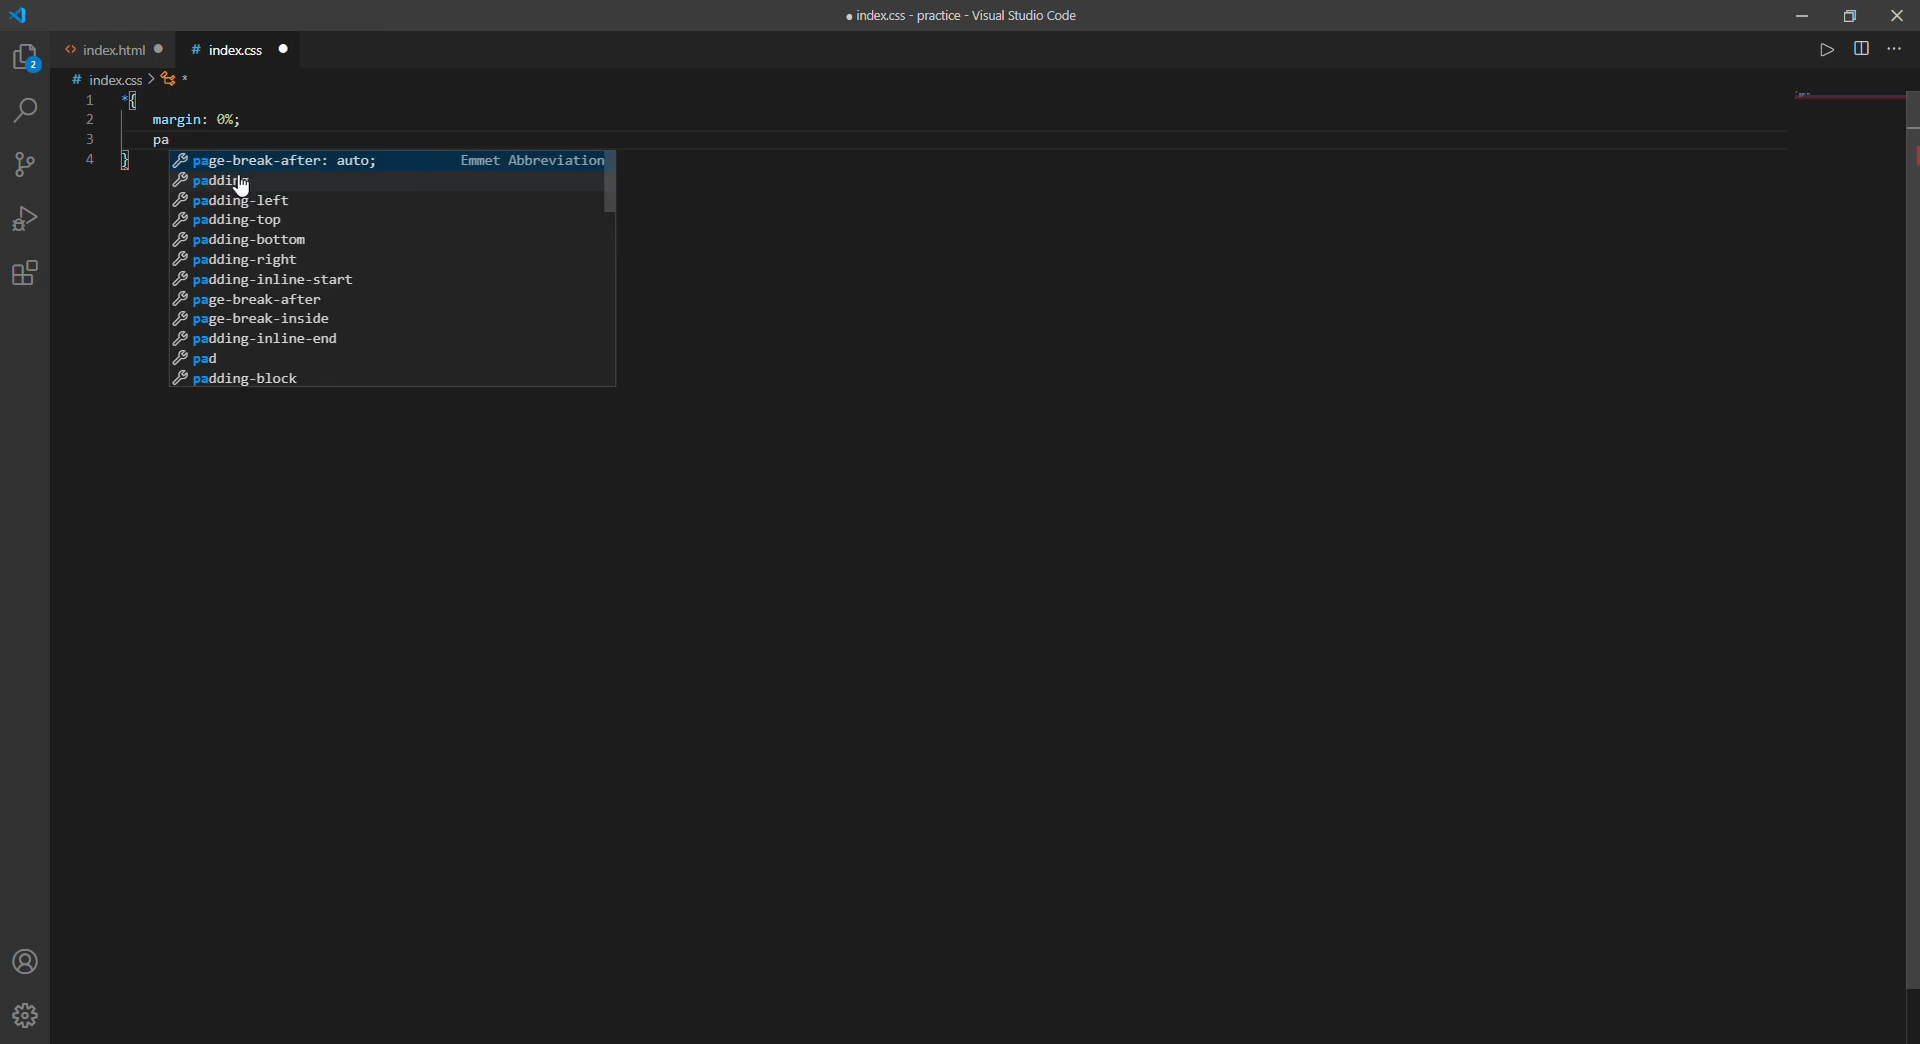 ● index.css - practice - Visual Studio Code
2
<> index.html ●
# index.css ●
# index.css > *
1 *{
2 margin: 0%;
3 pa
4 }
page-break-after: auto; Emmet Abbreviation
padding
padding-left
padding-top
padding-bottom
padding-right
padding-inline-start
page-break-after
page-break-inside
padding-inline-end
pad
padding-block